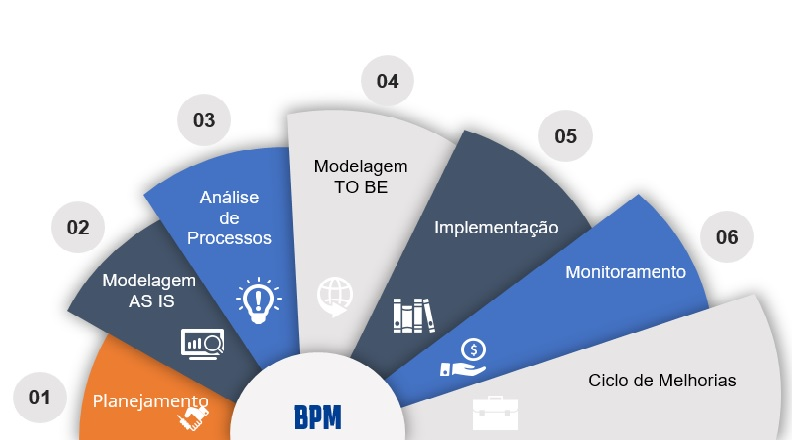 01
Planejamento
02
Modelagem
AS IS
03
Análise
de
Processos
04
Modelagem
TO BE
05
Implementação
06
Monitoramento
Ciclo de Melhorias
BPM